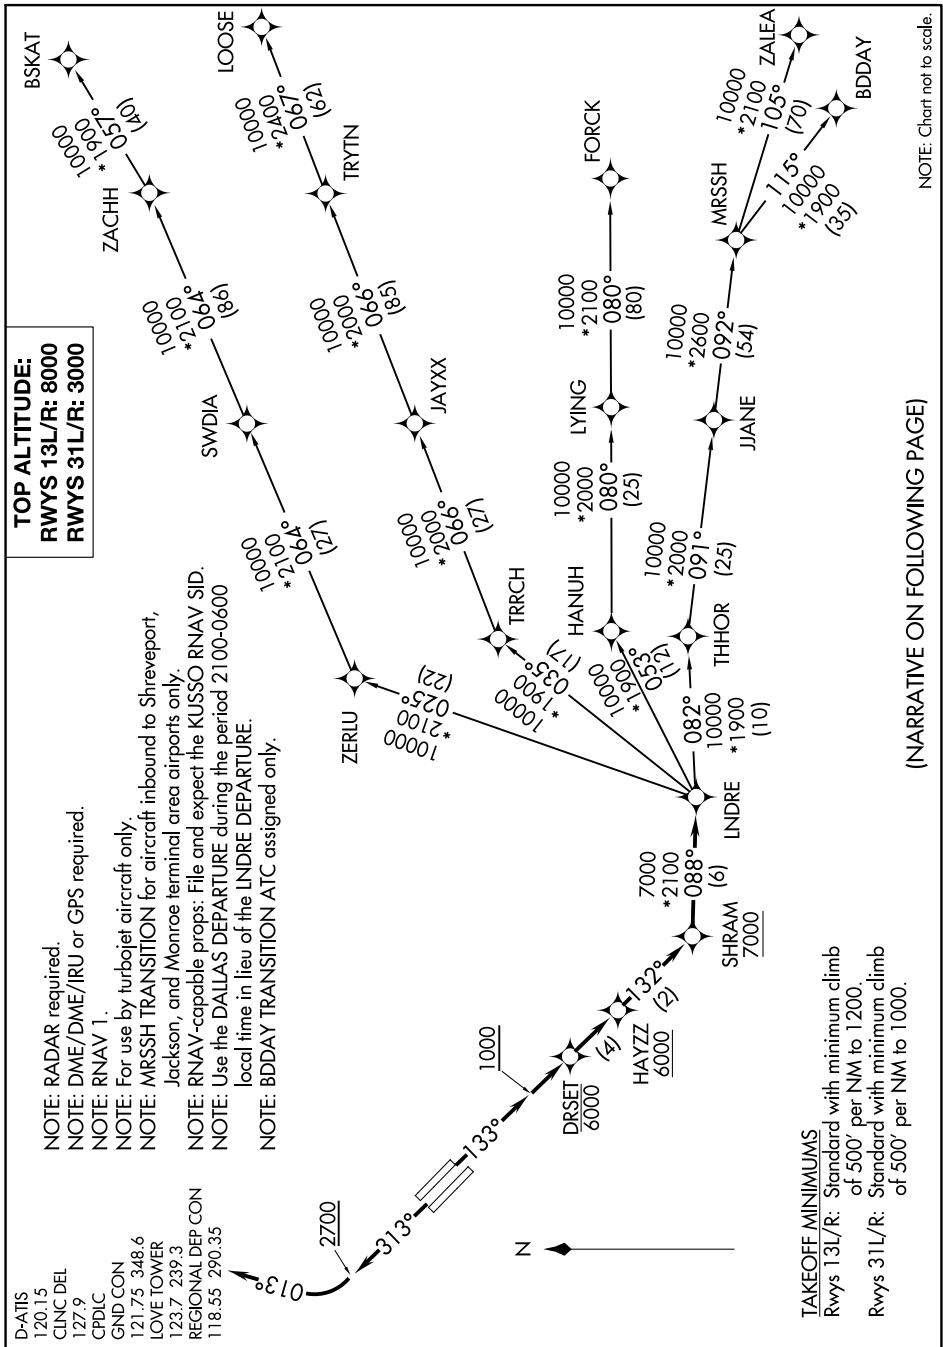 D-ATIS
120.15
CLNC DEL
127.9
CPDLC
GND CON
121.75 348.6
LOVE TOWER
123.7 239.3
REGIONAL DEP CON
118.55 290.35
NOTE: RADAR required.
NOTE: DME/DME/IRU or GPS required.
NOTE: RNAV 1.
NOTE: For use by turbojet aircraft only.
NOTE: MRSSH TRANSITION for aircraft inbound to Shreveport,
Jackson, and Monroe terminal area airports only.
NOTE: RNAV-capable props: File and expect the KUSSO RNAV SID.
NOTE: Use the DALLAS DEPARTURE during the period 2100-0600
local time in lieu of the LNDRE DEPARTURE.
NOTE: BDDAY TRANSITION ATC assigned only.
TOP ALTITUDE:
RWYS 13L/R: 8000
RWYS 31L/R: 3000
BSKAT
10000
*1900
057°
(40)
ZACHH
10000
*2100
064°
(86)
SWDIA
10000
*2100
064°
(27)
ZERLU
10000
*2100
025°
(22)
LOOSE
10000
*2400
067°
(62)
TRYTN
10000
*2000
066°
(85)
JAYXX
10000
*2000
066°
(27)
TRRCH
10000
*1900
035°
(17)
FORCK
10000
*2100
080°
(80)
LYING
10000
*2000
080°
(25)
HANUH
10000
*1900
053°
(12)
ZALEA
10000
*2100
105°
(70)
BDDAY
115°
10000
*1900
(35)
MRSSH
10000
*2600
092°
(54)
JJANE
10000
*2000
091°
(25)
THHOR
082°
10000
*1900
(10)
LNDRE
7000
*2100
088°
(6)
SHRAM
7000
132°
(2)
HAYZZ
6000
(4)
DRSET
6000
1000
133°
313°
2700
013°
N
TAKEOFF MINIMUMS
Rwys 13L/R: Standard with minimum climb
of 500' per NM to 1200.
Rwys 31L/R: Standard with minimum climb
of 500' per NM to 1000.
(NARRATIVE ON FOLLOWING PAGE)
NOTE: Chart not to scale.